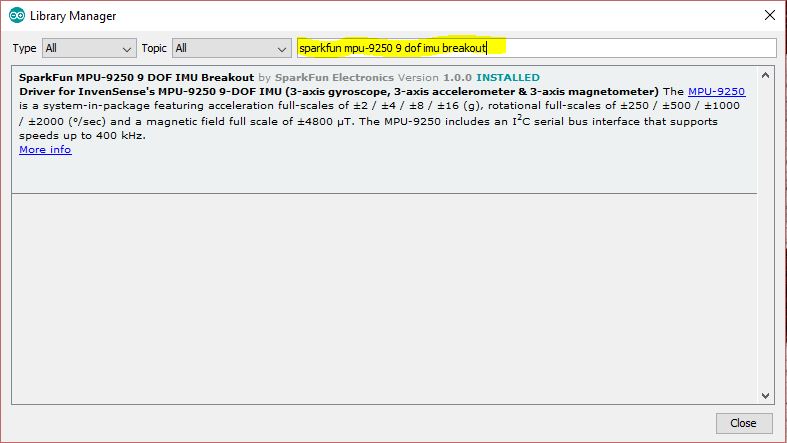 Library Manager
Type All Topic All sparkfun mpu-9250 9 dof imu breakout
SparkFun MPU-9250 9 DOF IMU Breakout by SparkFun Electronics Version 1.0.0 INSTALLED
Driver for InvenSense's MPU-9250 9-DOF IMU (3-axis gyroscope, 3-axis accelerometer & 3-axis magnetometer) The MPU-9250
is a system-in-package featuring acceleration full-scales of ±2 / ±4 / ±8 / ±16 (g), rotational full-scales of ±250 / ±500 / ±1000
/ ±2000 (°/sec) and a magnetic field full scale of ±4800 µT. The MPU-9250 includes an I2C serial bus interface that supports
speeds up to 400 kHz.
More info
Close